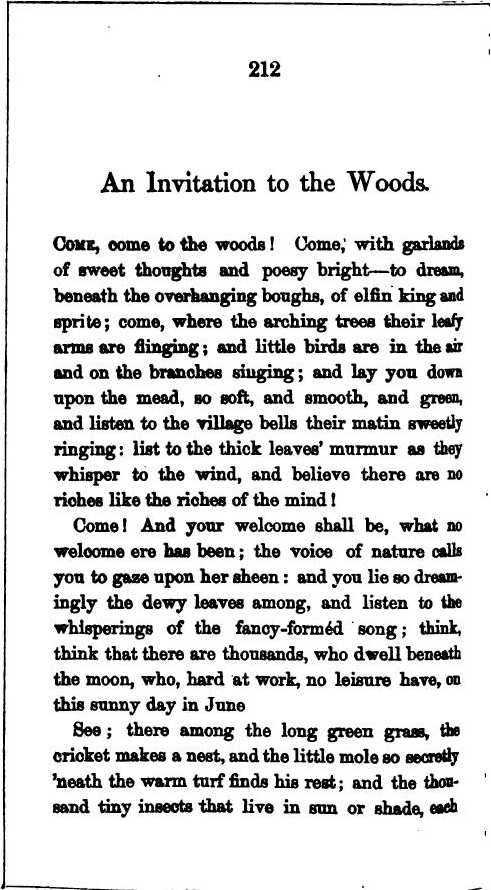 212
An Invitation to the Woods.
COME, come to the woods! Come, with garlands
of sweet thoughts and poesy bright—to dream,
beneath the overhanging boughs, of elfin king and
sprite; come, where the arching trees their leafy
arms are flinging; and little birds are in the air
and on the branches singing; and lay you down
upon the mead, so soft, and smooth, and green,
and listen to the village bells their matin sweetly
ringing: list to the thick leaves' murmur as they
whisper to the wind, and believe there are no
riches like the riches of the mind!
Come! And your welcome shall be, what no
welcome ere has been; the voice of nature calls
you to gaze upon her sheen: and you lie so dream-
ingly the dewy leaves among, and listen to the
whisperings of the fancy-forméd song; think,
think that there are thousands, who dwell beneath
the moon, who, hard at work, no leisure have, on
this sunny day in June
See; there among the long green grass, the
cricket makes a nest, and the little mole so secretly
'neath the warm turf finds his rest; and the thou-
sand tiny insects that live in sun or shade, each